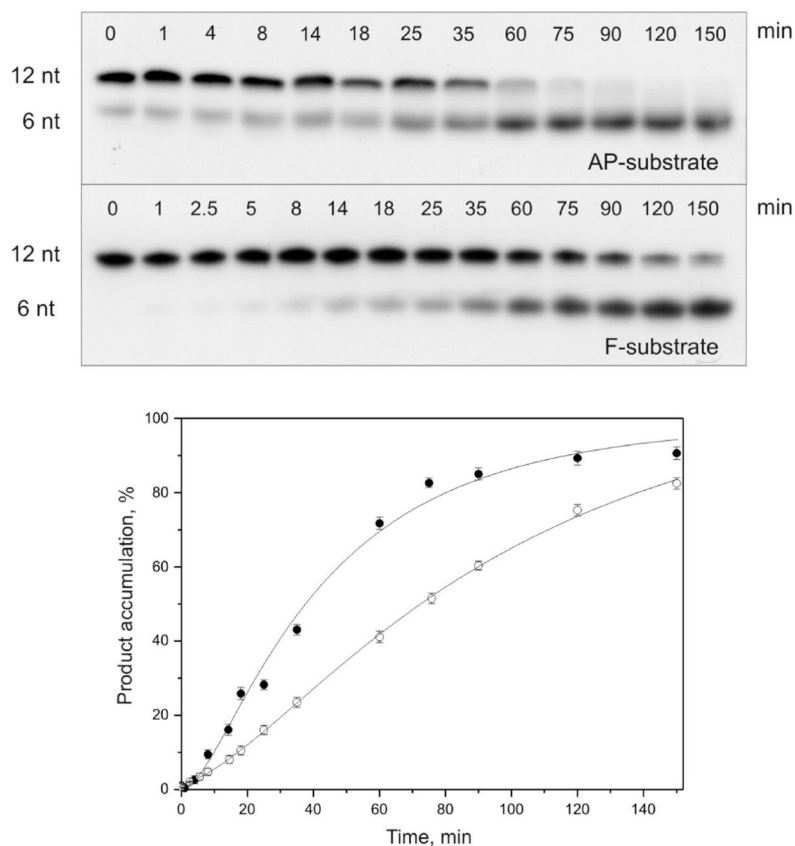 0 1 4 8 14 18 25 35 60 75 90 120 150 min
12 nt
6 nt
AP-substrate
0 1 2.5 5 8 14 18 25 35 60 75 90 120 150 min
12 nt
6 nt
F-substrate
100
80
60
40
20
0
Product accumulation, %
0 20 40 60 80 100 120 140
Time, min